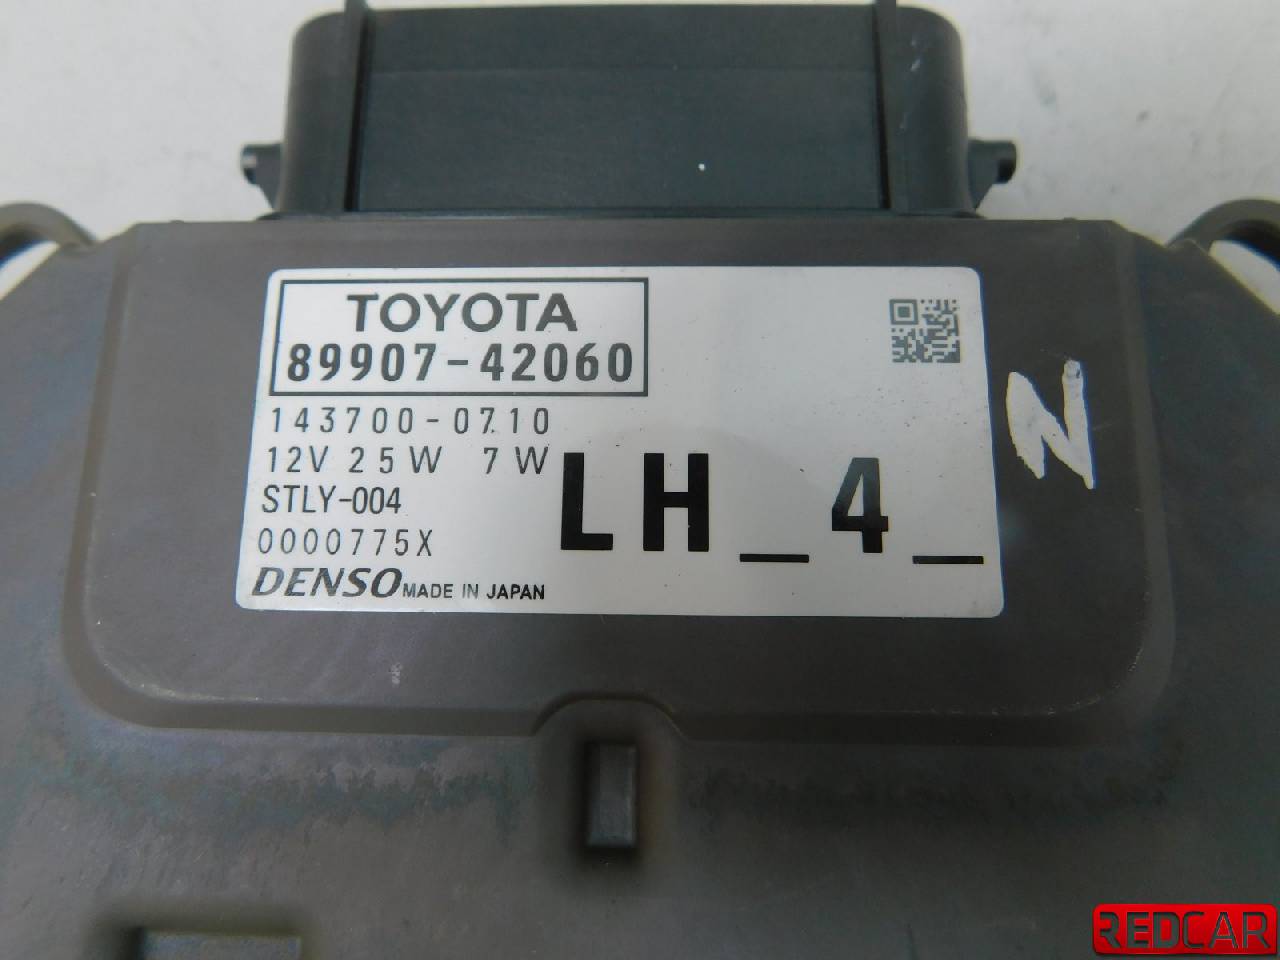 TOYOTA
89907-42060
143700-0710
12V 25W 7W
STLY-004
0000775X
DENSO MADE IN JAPAN
LH_4_
N
REDCAR